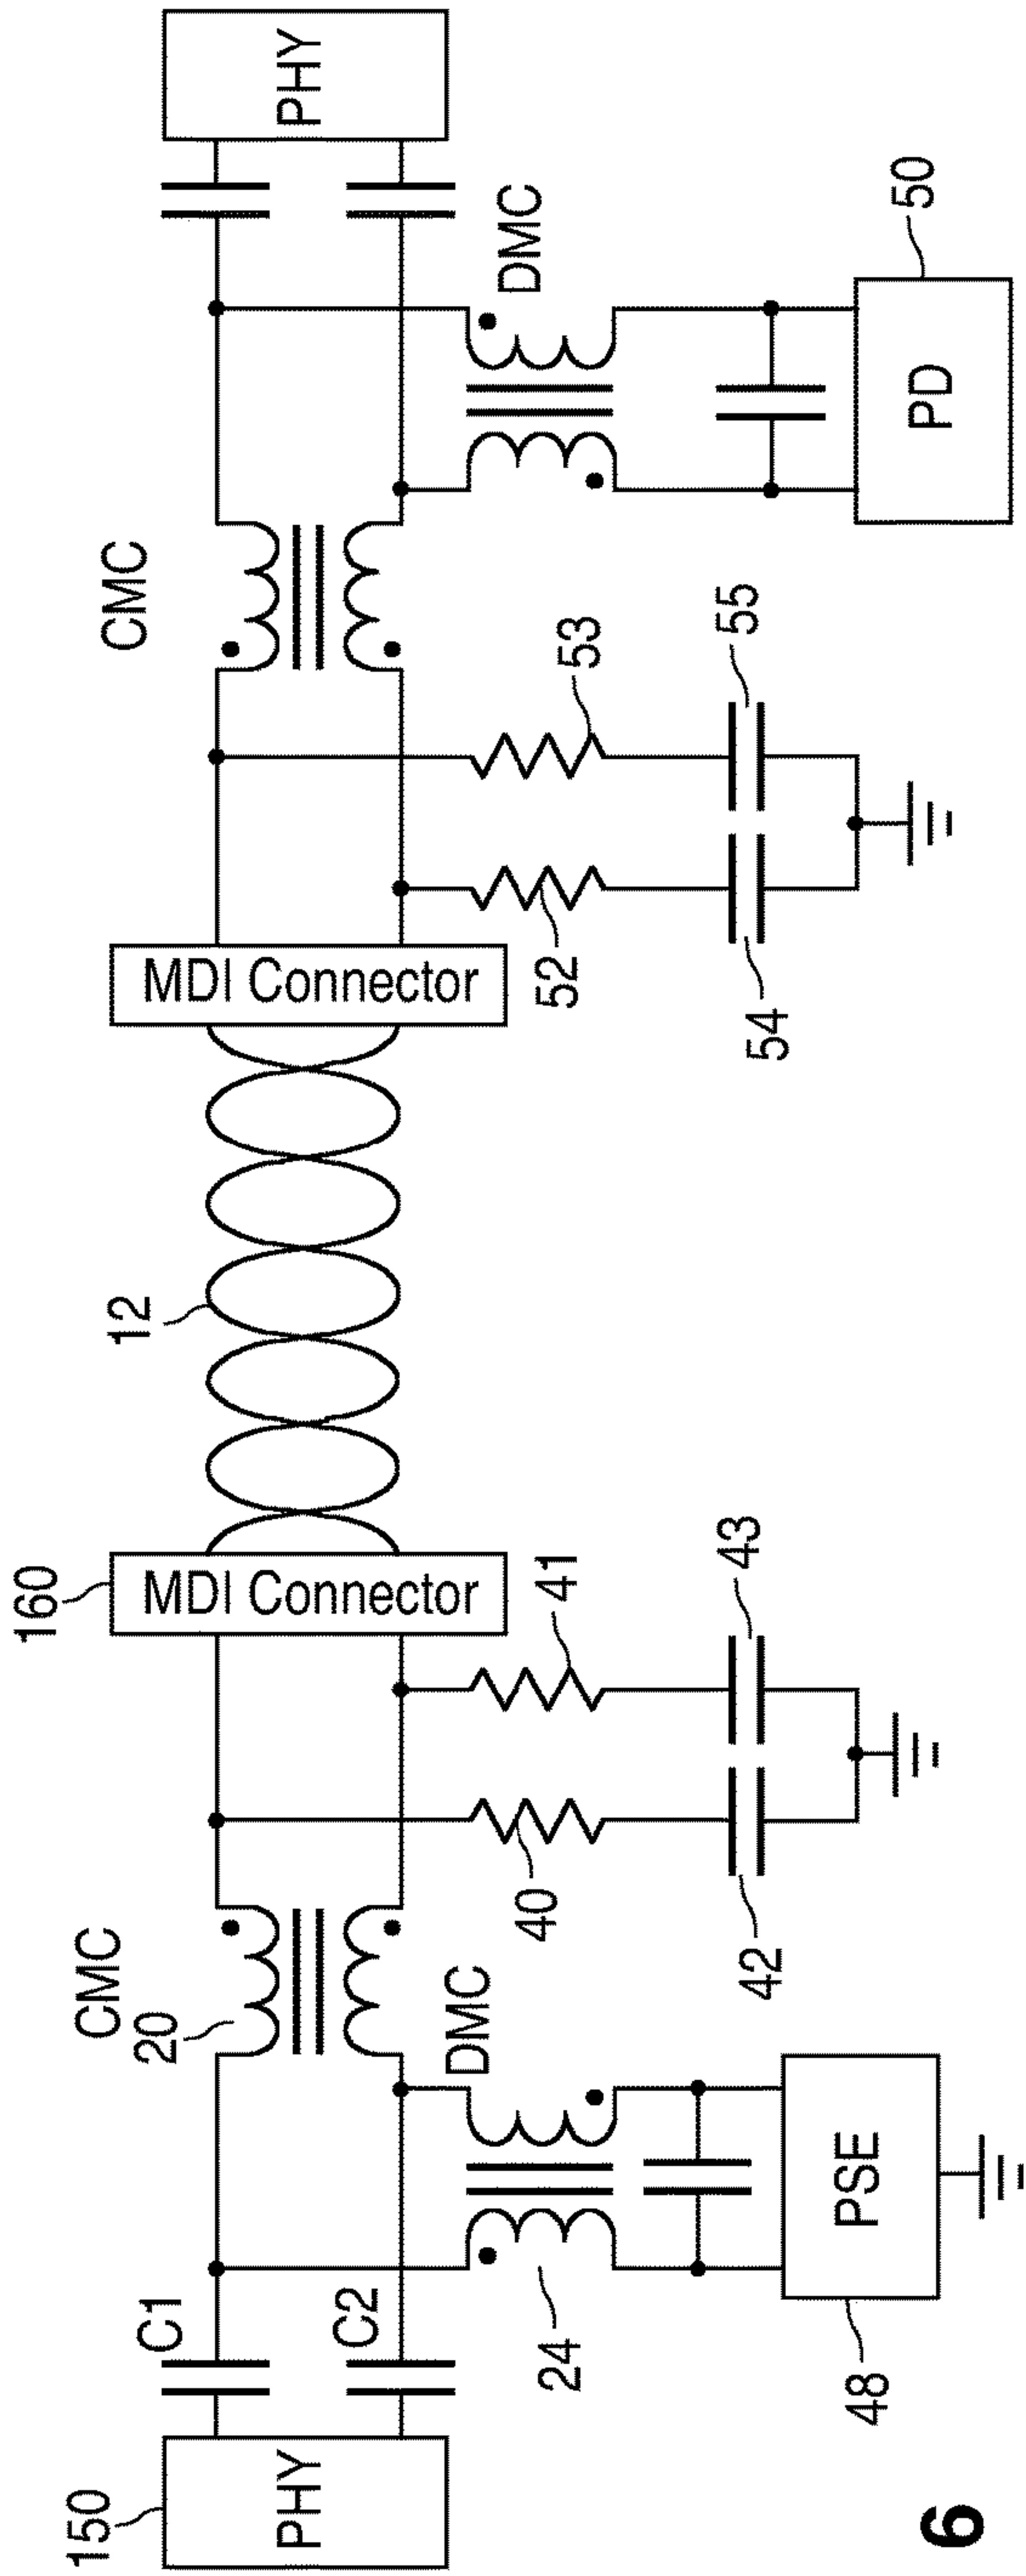 150
PHY
C1
C2
24
DMC
48
PSE
CMC
20
40
41
42
43
160
MDI Connector
12
MDI Connector
52
53
54
55
CMC
DMC
PHY
50
PD
6